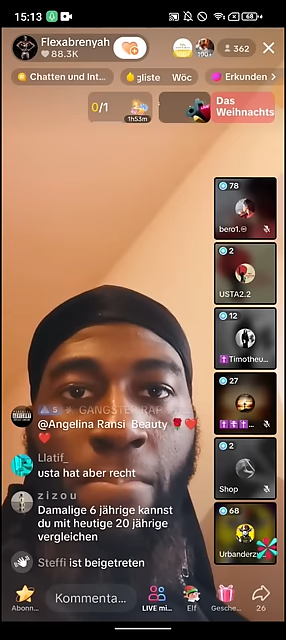 15:13
68
Flexabrenyah
88.3K
100+
362
Chatten und Int...
gliste
Wöc
Erkunden
0/1
1h53m
Das
Weihnachts
78
bero1.
2
USTA2.2
12
Timotheu...
27
...
2
Shop
68
Urbanderz
5
GANGSTER RAP
@Angelina Ransi Beauty
Llatif_
usta hat aber recht
zizou
Damalige 6 jährige kannst
du mit heutige 20 jährige
vergleichen
Steffi ist beigetreten
Abonn...
Kommenta...
LIVE mi...
Elf
Gesche...
26